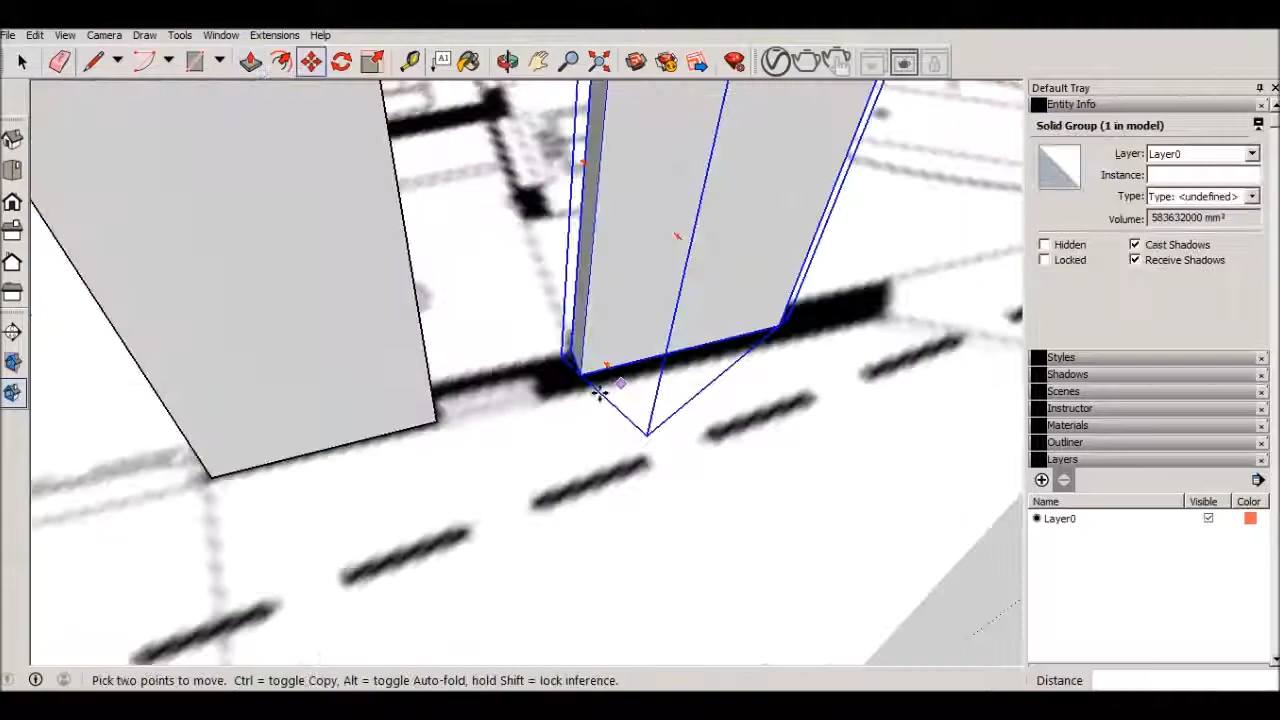 File Edit View Camera Draw Tools Window Extensions Help
A1
Default Tray
Entity Info
Solid Group (1 in model)
Layer: Layer0
Instance:
Type: Type: <undefined>
Volume: 583632000 mm³
Hidden Cast Shadows
Locked Receive Shadows
Styles
Shadows
Scenes
Instructor
Materials
Outliner
Layers
Name Visible Color
Layer0
Pick two points to move. Ctrl = toggle Copy, Alt = toggle Auto-fold, hold Shift = lock inference.
Distance